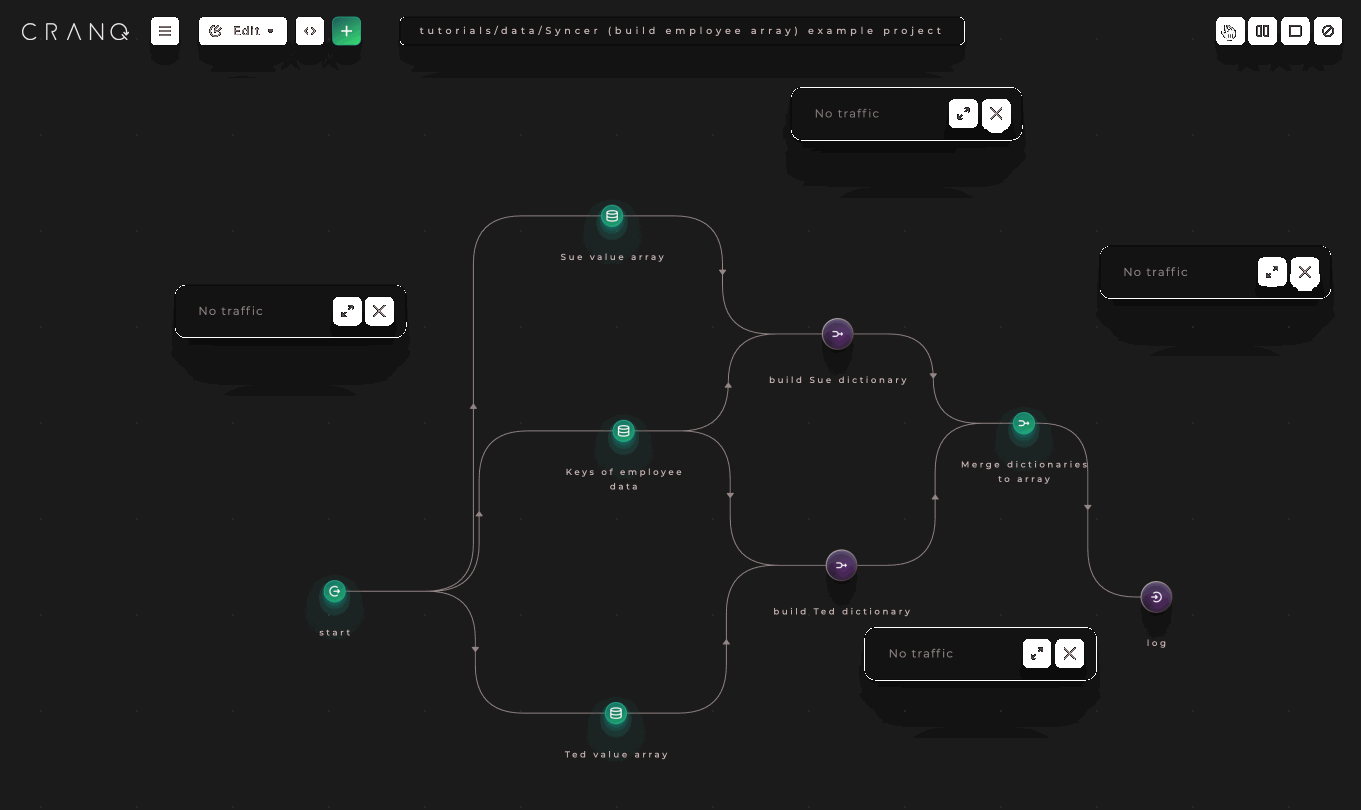 CRANQ
Edit
tutorials/data/Syncer (build employee array) example project
No traffic
Sue value array
No traffic
No traffic
build Sue dictionary
Keys of employee
data
Merge dictionaries
to array
start
build Ted dictionary
log
No traffic
Ted value array